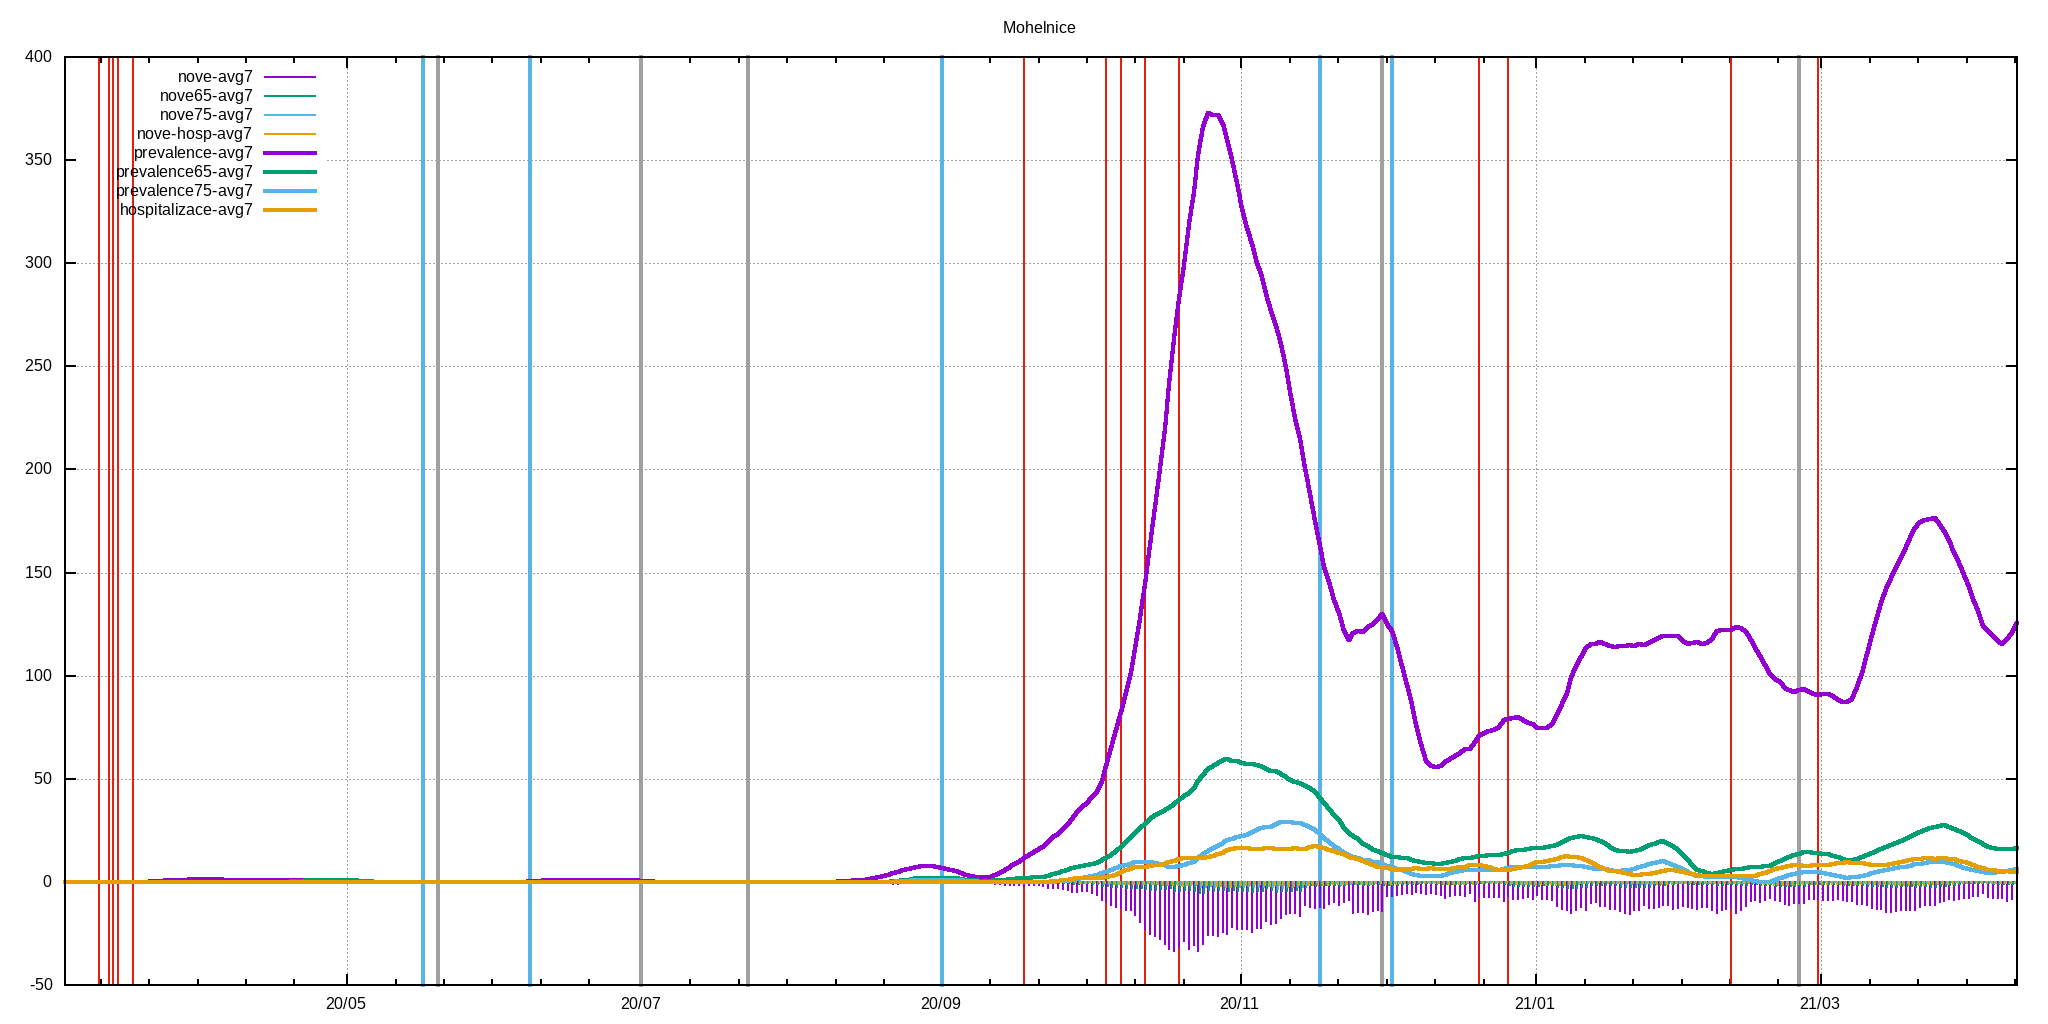 Mohelnice
400
350
300
250
200
150
100
50
0
-50
nove-avg7
nove65-avg7
nove75-avg7
nove-hosp-avg7
prevalence-avg7
prevalence65-avg7
prevalence75-avg7
hospitalizace-avg7
20/05 20/07 20/09 20/11 21/01 21/03